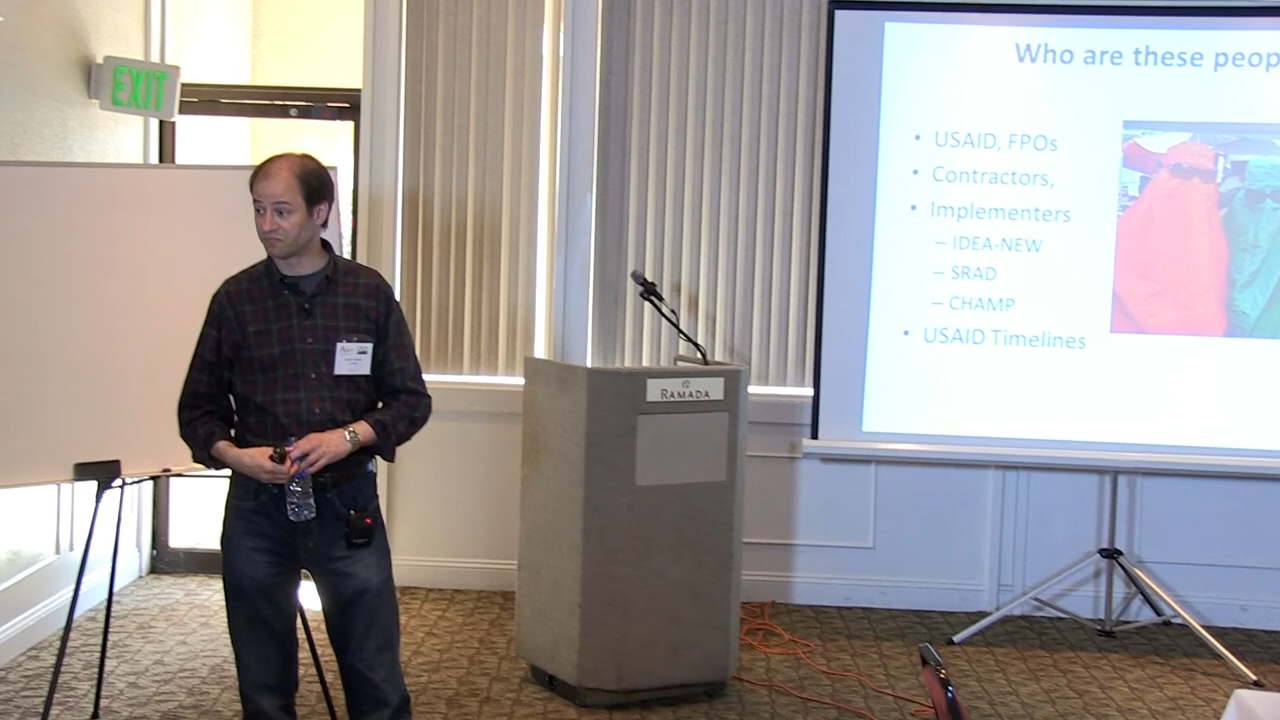 EXIT
RAMADA
Who are these peop
• USAID, FPOs
• Contractors,
• Implementers
– IDEA-NEW
– SRAD
– CHAMP
• USAID Timelines